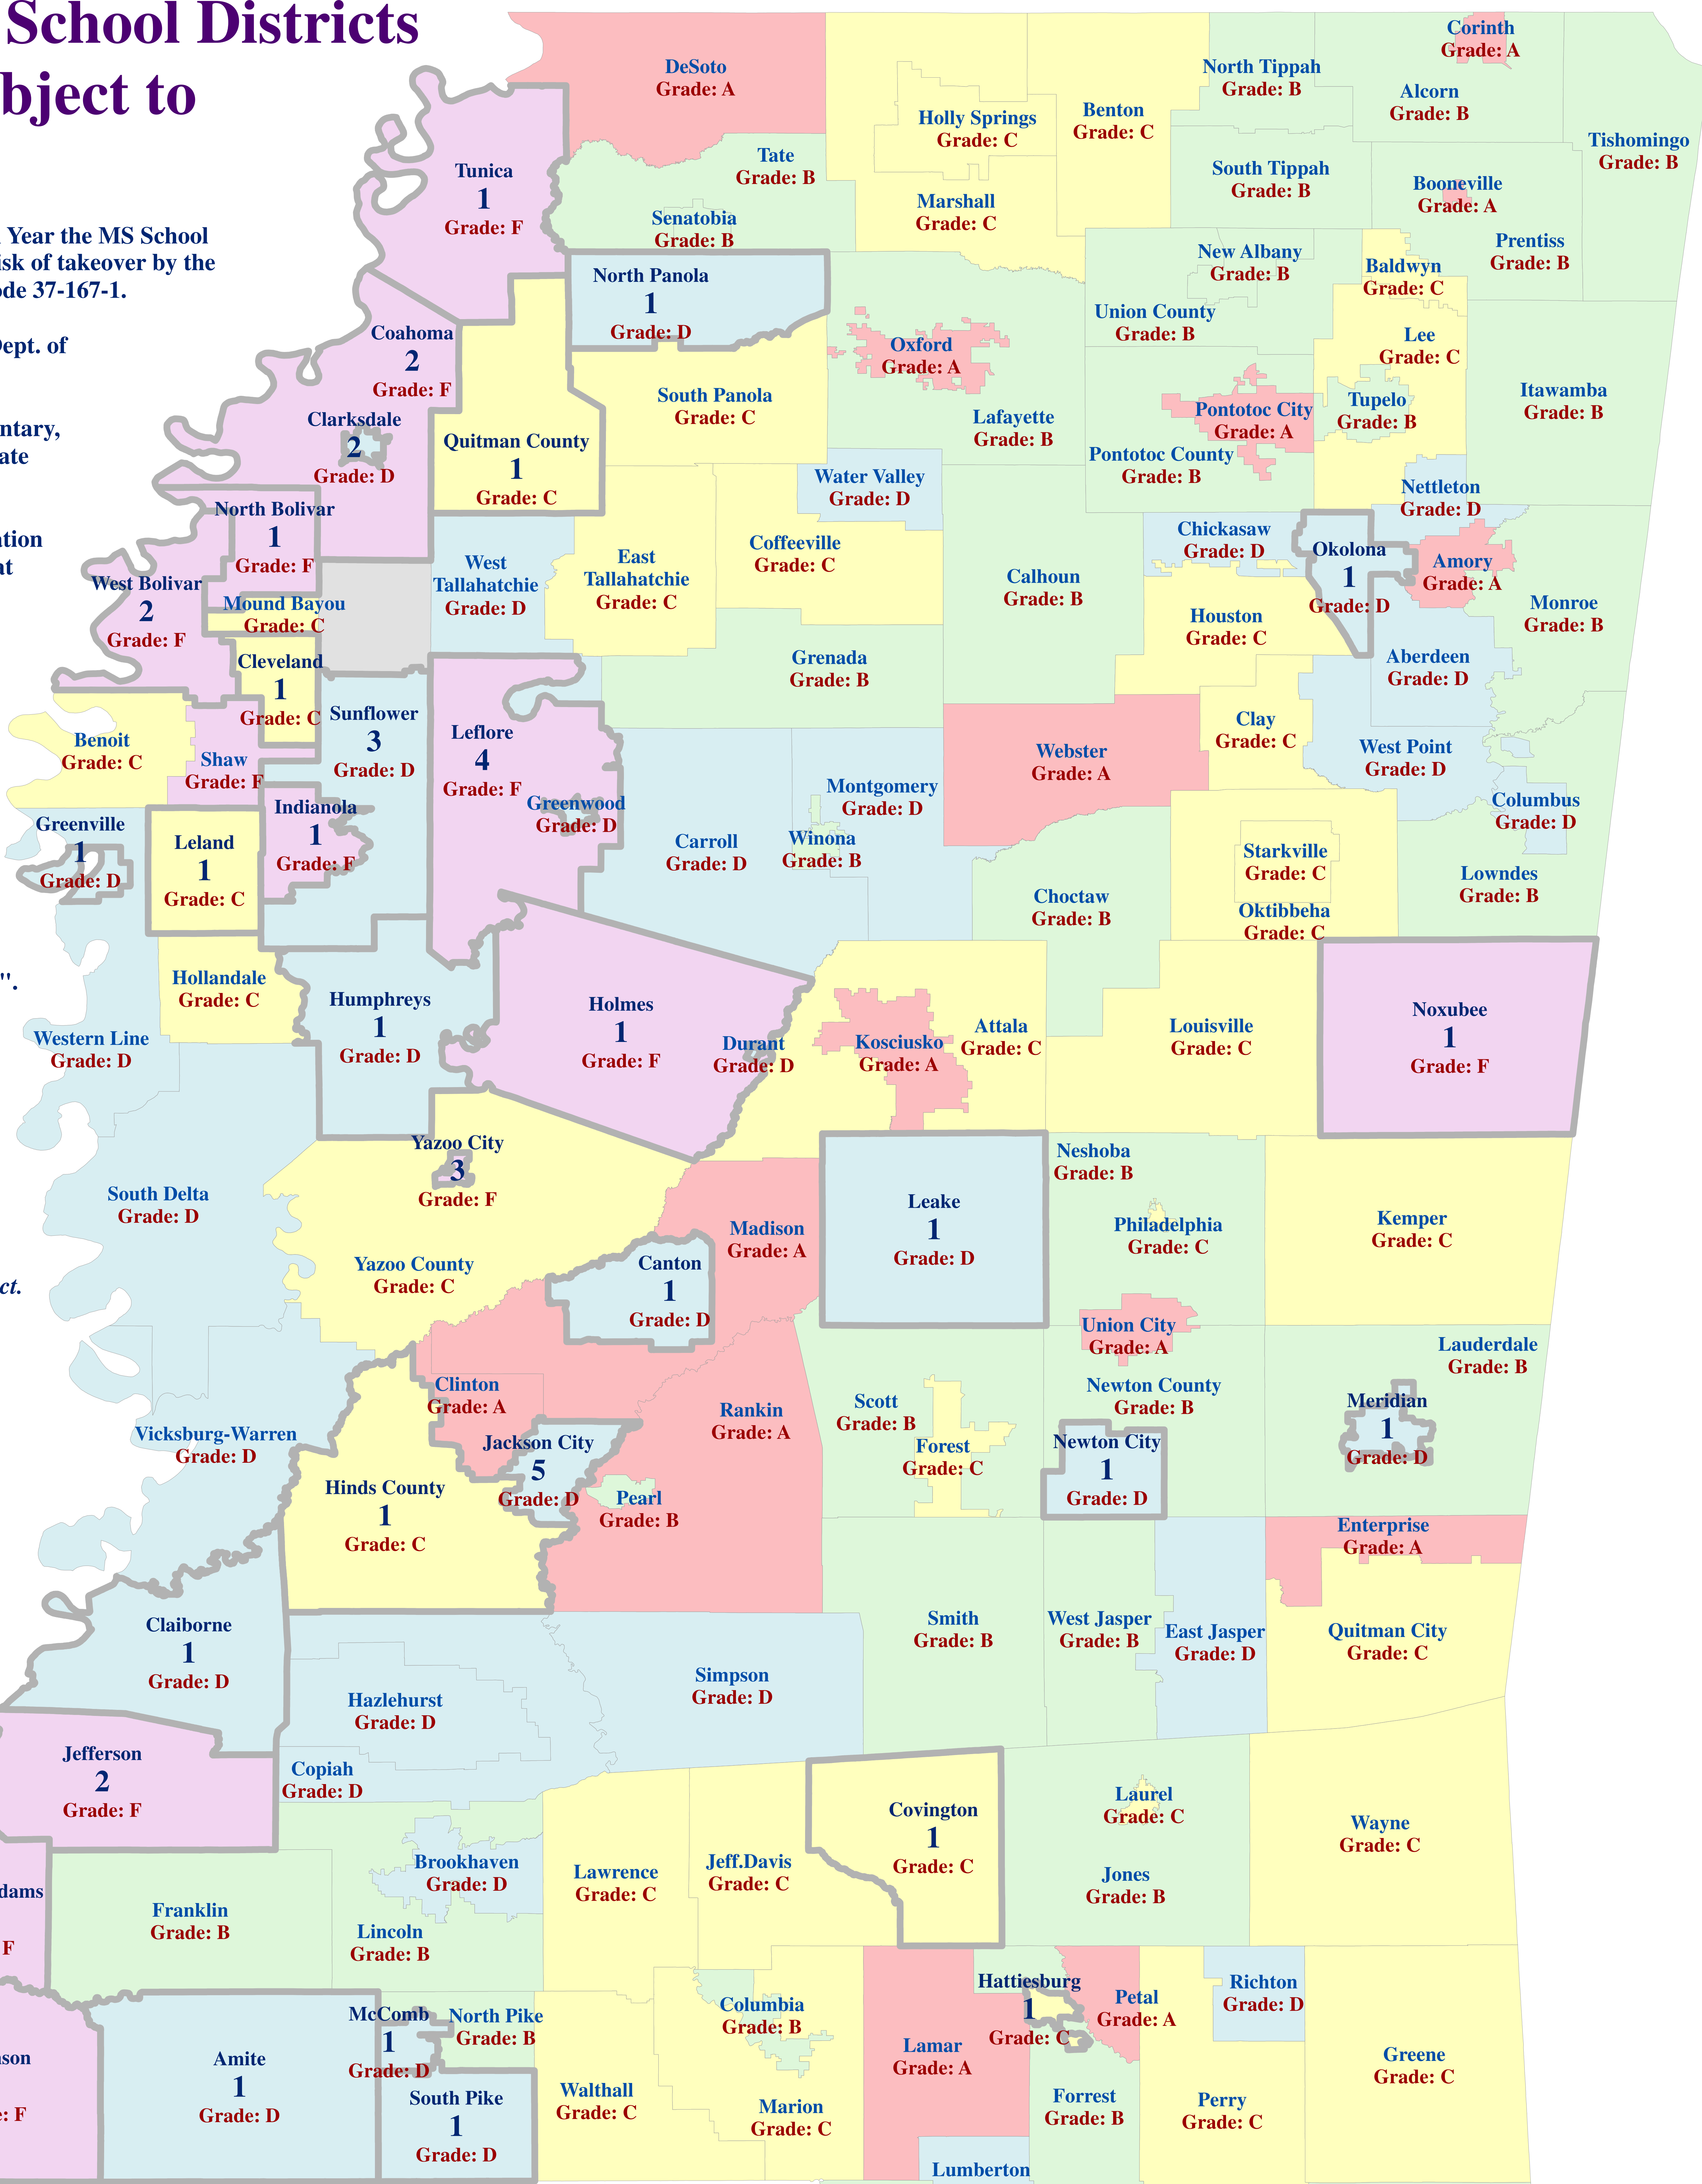 School Districts
bject to
Year the MS School
isk of takeover by the
ode 37-167-1.
Dept. of
ntary,
ate
ation
at
".
ct.
DeSoto
Grade: A
Corinth
Grade: A
North Tippah
Grade: B
Alcorn
Grade: B
Holly Springs
Grade: C
Benton
Grade: C
Tishomingo
Grade: B
Tate
Grade: B
Tunica
1
Grade: F
South Tippah
Grade: B
Booneville
Grade: A
Marshall
Grade: C
Senatobia
Grade: B
Prentiss
Grade: B
New Albany
Grade: B
Baldwyn
Grade: C
North Panola
1
Grade: D
Union County
Grade: B
Coahoma
2
Grade: F
Oxford
Grade: A
Lee
Grade: C
South Panola
Grade: C
Itawamba
Grade: B
Tupelo
Grade: B
Pontotoc City
Grade: A
Lafayette
Grade: B
Clarksdale
2
Grade: D
Quitman County
1
Grade: C
Pontotoc County
Grade: B
Water Valley
Grade: D
Nettleton
Grade: D
North Bolivar
1
Grade: F
Chickasaw
Grade: D
Coffeeville
Grade: C
Okolona
1
Grade: D
Amory
Grade: A
West
Tallahatchie
Grade: D
East
Tallahatchie
Grade: C
Calhoun
Grade: B
West Bolivar
2
Grade: F
Mound Bayou
Grade: C
Monroe
Grade: B
Houston
Grade: C
Cleveland
1
Grade: C
Grenada
Grade: B
Aberdeen
Grade: D
Sunflower
3
Grade: D
Leflore
4
Grade: F
Clay
Grade: C
Benoit
Grade: C
Webster
Grade: A
West Point
Grade: D
Shaw
Grade: F
Montgomery
Grade: D
Columbus
Grade: D
Indianola
1
Grade: F
Greenwood
Grade: D
Greenville
1
Grade: D
Leland
1
Grade: C
Carroll
Grade: D
Winona
Grade: B
Starkville
Grade: C
Lowndes
Grade: B
Choctaw
Grade: B
Oktibbeha
Grade: C
Hollandale
Grade: C
Humphreys
1
Grade: D
Holmes
1
Grade: F
Noxubee
1
Grade: F
Western Line
Grade: D
Durant
Grade: D
Kosciusko
Grade: A
Attala
Grade: C
Louisville
Grade: C
Yazoo City
3
Grade: F
Neshoba
Grade: B
South Delta
Grade: D
Leake
1
Grade: D
Kemper
Grade: C
Philadelphia
Grade: C
Madison
Grade: A
Yazoo County
Grade: C
Canton
1
Grade: D
Union City
Grade: A
Lauderdale
Grade: B
Clinton
Grade: A
Newton County
Grade: B
Scott
Grade: B
Rankin
Grade: A
Meridian
1
Grade: D
Vicksburg-Warren
Grade: D
Jackson City
5
Grade: D
Forest
Grade: C
Newton City
1
Grade: D
Hinds County
1
Grade: C
Pearl
Grade: B
Enterprise
Grade: A
Claiborne
1
Grade: D
Smith
Grade: B
West Jasper
Grade: B
East Jasper
Grade: D
Quitman City
Grade: C
Simpson
Grade: D
Hazlehurst
Grade: D
Jefferson
2
Grade: F
Copiah
Grade: D
Covington
1
Grade: C
Laurel
Grade: C
Wayne
Grade: C
Brookhaven
Grade: D
Lawrence
Grade: C
Jeff.Davis
Grade: C
Jones
Grade: B
dams
F
Franklin
Grade: B
Lincoln
Grade: B
Hattiesburg
1
Grade: C
Petal
Grade: A
Richton
Grade: D
McComb
1
Grade: D
North Pike
Grade: B
Columbia
Grade: B
Lamar
Grade: A
Greene
Grade: C
son
: F
Amite
1
Grade: D
South Pike
1
Grade: D
Walthall
Grade: C
Marion
Grade: C
Forrest
Grade: B
Perry
Grade: C
Lumberton